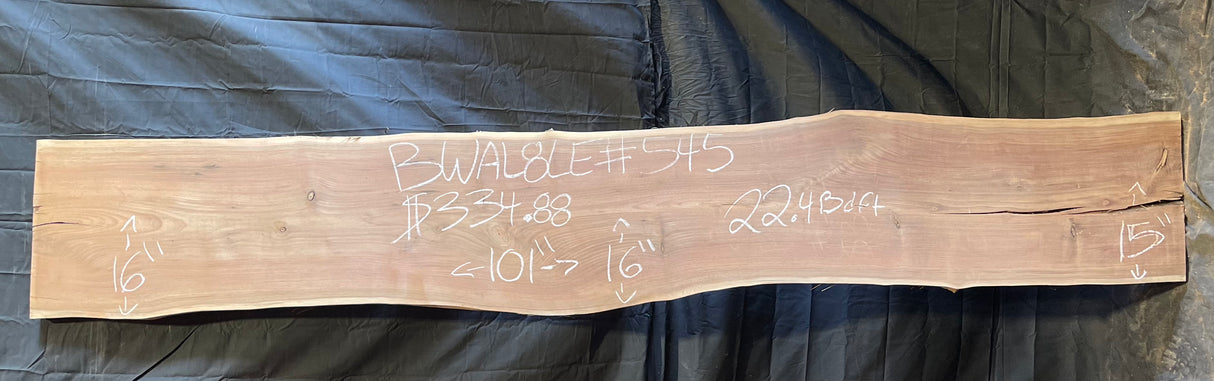 BWAL8LE#545
$334.88
22.4Bdft
16"
←101"→
16"
15"